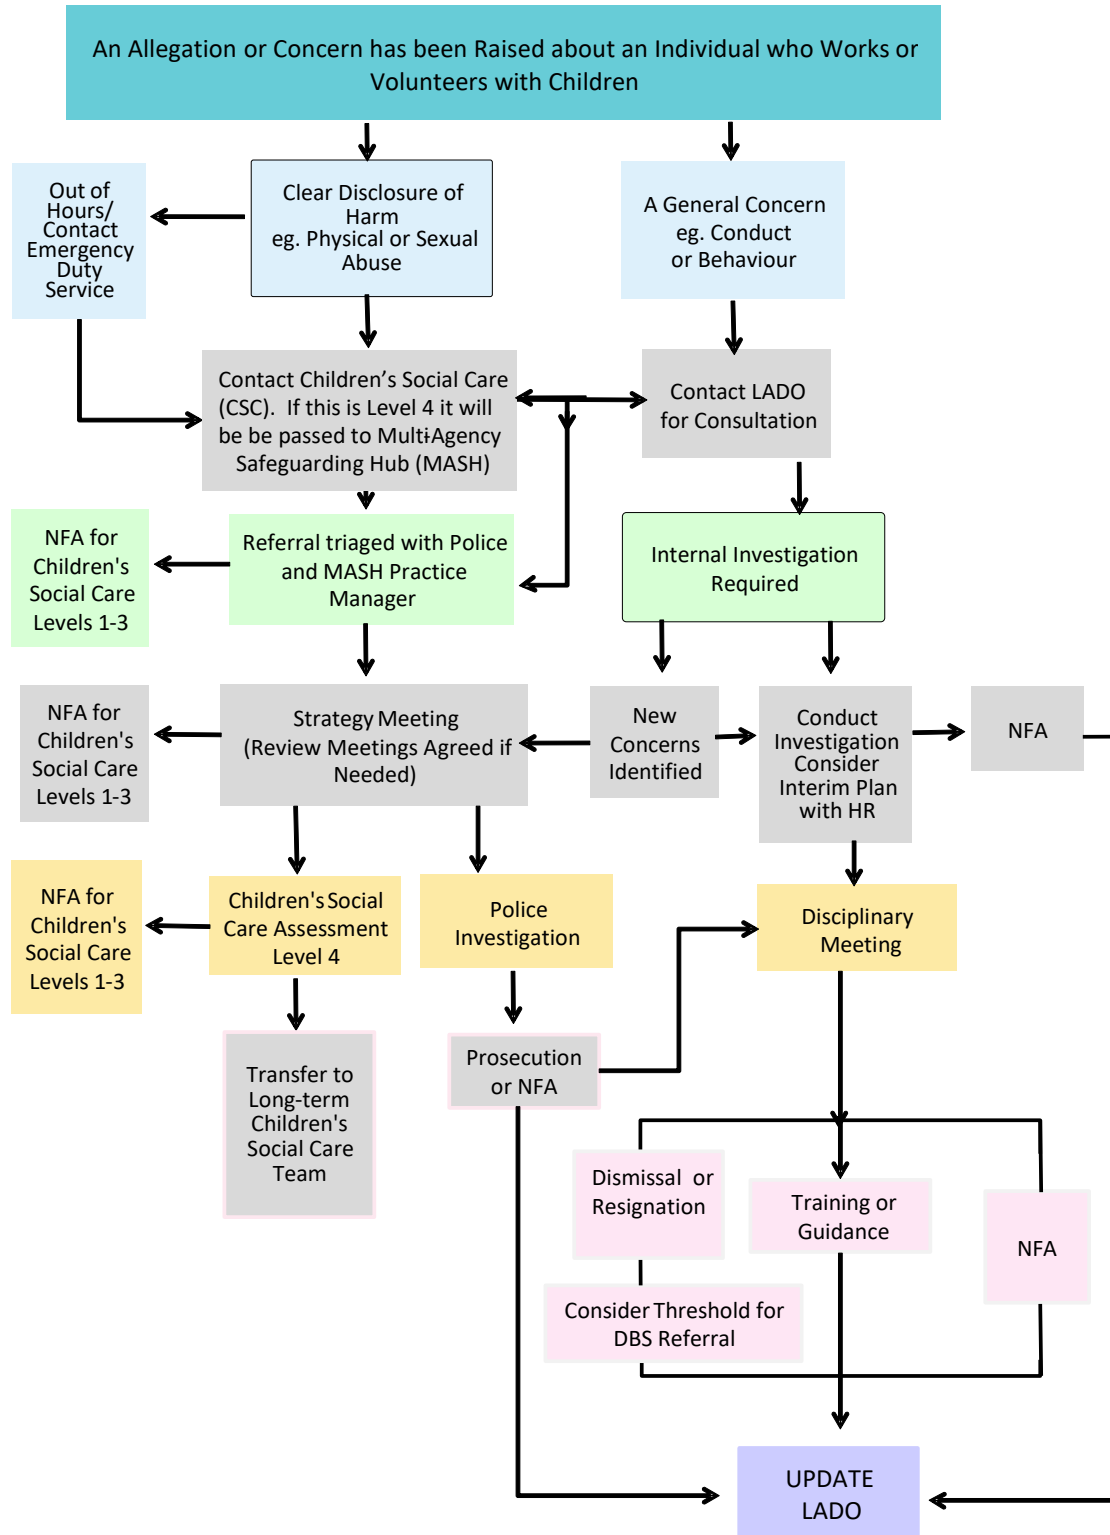 An Allegation or Concern has been Raised about an Individual who Works or
Volunteers with Children
Out of
Hours/
Contact
Emergency
Duty
Service
Clear Disclosure of
Harm
eg. Physical or Sexual
Abuse
A General Concern
eg. Conduct
or Behaviour
Contact Children’s Social Care
(CSC). If this is Level 4 it will
be be passed to Multi-Agency
Safeguarding Hub (MASH)
Contact LADO
for Consultation
NFA for
Children's
Social Care
Levels 1-3
Referral triaged with Police
and MASH Practice
Manager
Internal Investigation
Required
NFA for
Children's
Social Care
Levels 1-3
Strategy Meeting
(Review Meetings Agreed if
Needed)
New
Concerns
Identified
Conduct
Investigation
Consider
Interim Plan
with HR
NFA
NFA for
Children's
Social Care
Levels 1-3
Children's Social
Care Assessment
Level 4
Police
Investigation
Disciplinary
Meeting
Transfer to
Long-term
Children's
Social Care
Team
Prosecution
or NFA
Dismissal or
Resignation
Training or
Guidance
NFA
Consider Threshold for
DBS Referral
UPDATE
LADO